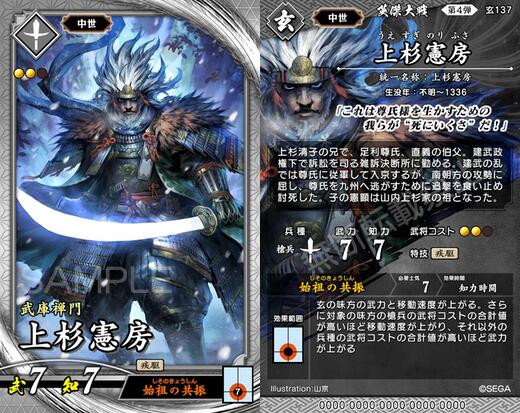 中世
SAMPLE
武庫禅門
上杉憲房
疾駆
武7 知7
しそのきょうしん
始祖の共振
7
玄
中世
英傑大戦
第4弾
玄137
うえすぎのりふさ
上杉憲房
統一名称：上杉憲房
生没年：不明～1336
「これは尊氏様を生かすための
我らが“死にいくさ”だ！」
上杉清子の兄で、足利尊氏、直義の伯父。建武政
権下で訴訟を司る雑訴決断所に勤める。建武の乱
では尊氏に従軍して入京するが、南朝方の攻勢に
屈し、尊氏を九州へ逃がすために追撃を食い止め
討死した。子の憲顕は山内上杉家の祖となった。
兵種 武力 知力 武将コスト
槍兵 7 7
特技 疾駆
しそのきょうしん
始祖の共振
必要士気 7
効果時間 知力時間
効果範囲
玄の味方の武力と移動速度が上がる。さら
に対象の味方の槍兵の武将コストの合計値
が高いほど移動速度が上がり、それ以外の
兵種の武将コストの合計値が高いほど武力
が上がる
Illustration:山宗
©SEGA
0000 0000 0000 0000 0000